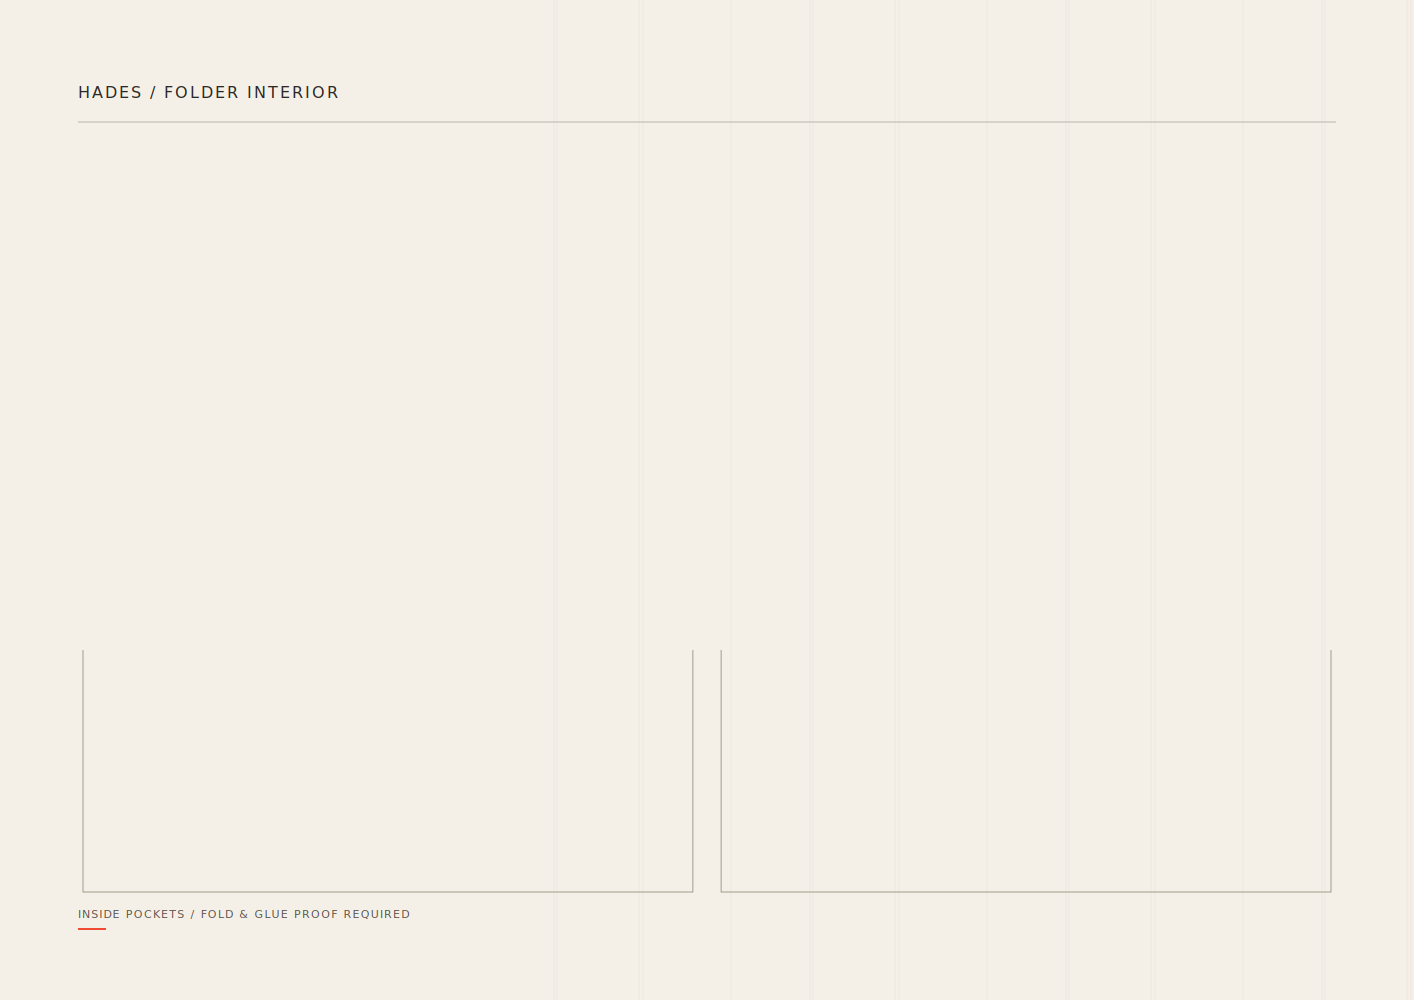 HADES / FOLDER INTERIOR
INSIDE POCKETS / FOLD & GLUE PROOF REQUIRED